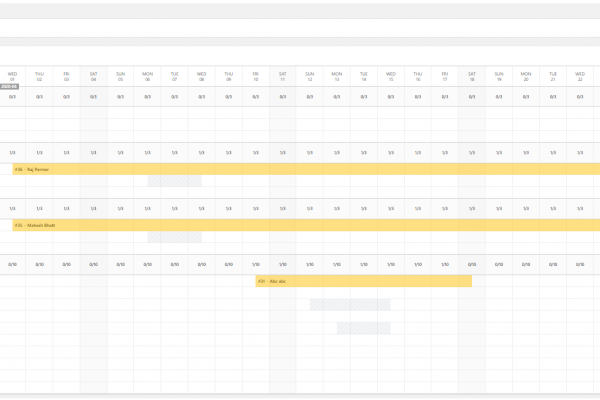 WED THU FRI SAT SUN MON TUE WED THU FRI SAT SUN MON TUE WED THU FRI SAT SUN MON TUE WED
01 02 03 04 05 06 07 08 09 10 11 12 13 14 15 16 17 18 19 20 21 22
0/3 0/3 0/3 0/3 0/3 0/3 0/3 0/3 0/3 0/3 0/3 0/3 0/3 0/3 0/3 0/3 0/3 0/3 0/3 0/3 0/3 0/3
1/3 1/3 1/3 1/3 1/3 1/3 1/3 1/3 1/3 1/3 1/3 1/3 1/3 1/3 1/3 1/3 1/3 1/3 1/3 1/3 1/3 1/3
#36 - Raj Parmar
1/3 1/3 1/3 1/3 1/3 1/3 1/3 1/3 1/3 1/3 1/3 1/3 1/3 1/3 1/3 1/3 1/3 1/3 1/3 1/3 1/3 1/3
#35 - Mahesh Bhatt
0/10 0/10 0/10 0/10 0/10 0/10 0/10 0/10 0/10 1/10 1/10 1/10 1/10 1/10 1/10 1/10 1/10 0/10 0/10 0/10 0/10 0/10
#31 - Abc abc